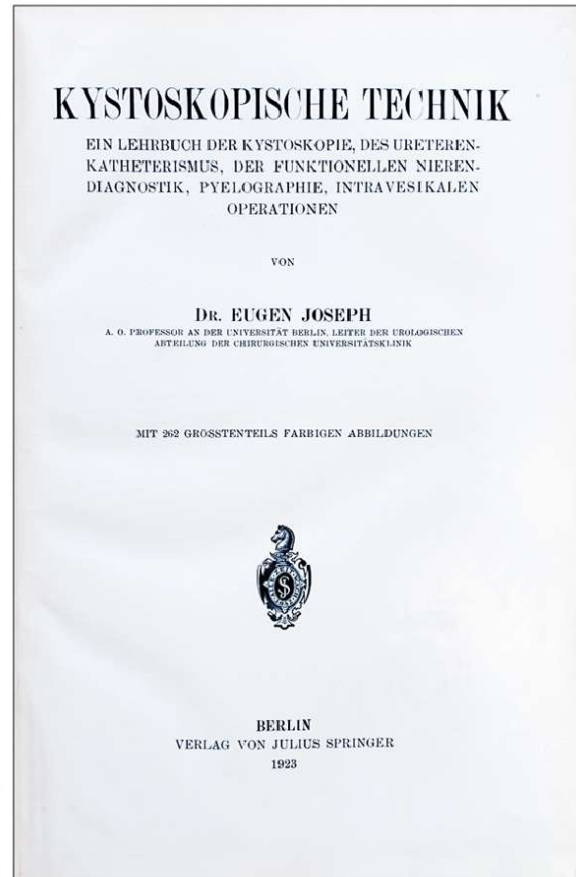 KYSTOSKOPISCHE TECHNIK
EIN LEHRBUCH DER KYSTOSKOPIE, DES URETEREN-
KATHETERISMUS, DER FUNKTIONELLEN NIEREN-
DIAGNOSTIK, PYELOGRAPHIE, INTRAVESIKALEN
OPERATIONEN
VON
DR. EUGEN JOSEPH
A. O. PROFESSOR AN DER UNIVERSITÄT BERLIN, LEITER DER UROLOGISCHEN
ABTEILUNG DER CHIRURGISCHEN UNIVERSITÄTSKLINIK
MIT 262 GRÖSSTENTEILS FARBIGEN ABBILDUNGEN
BERLIN
VERLAG VON JULIUS SPRINGER
1923